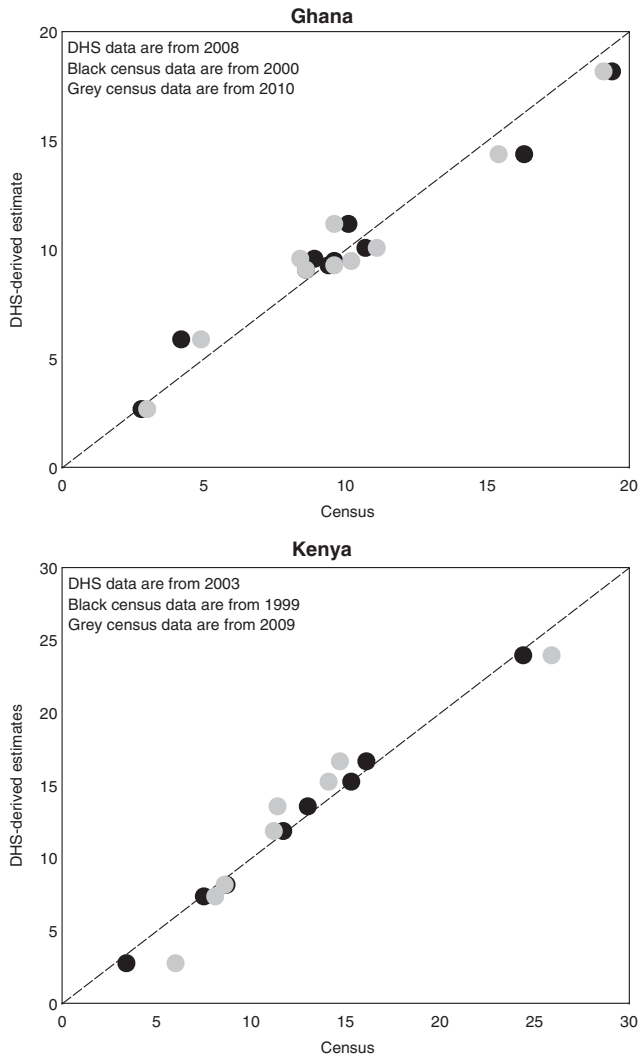 Ghana
20
DHS data are from 2008
Black census data are from 2000
Grey census data are from 2010
15
DHS-derived estimate
10
5
0
0 5 10 15 20
Census
Kenya
30
DHS data are from 2003
Black census data are from 1999
Grey census data are from 2009
25
20
DHS-derived estimates
15
10
5
0
0 5 10 15 20 25 30
Census